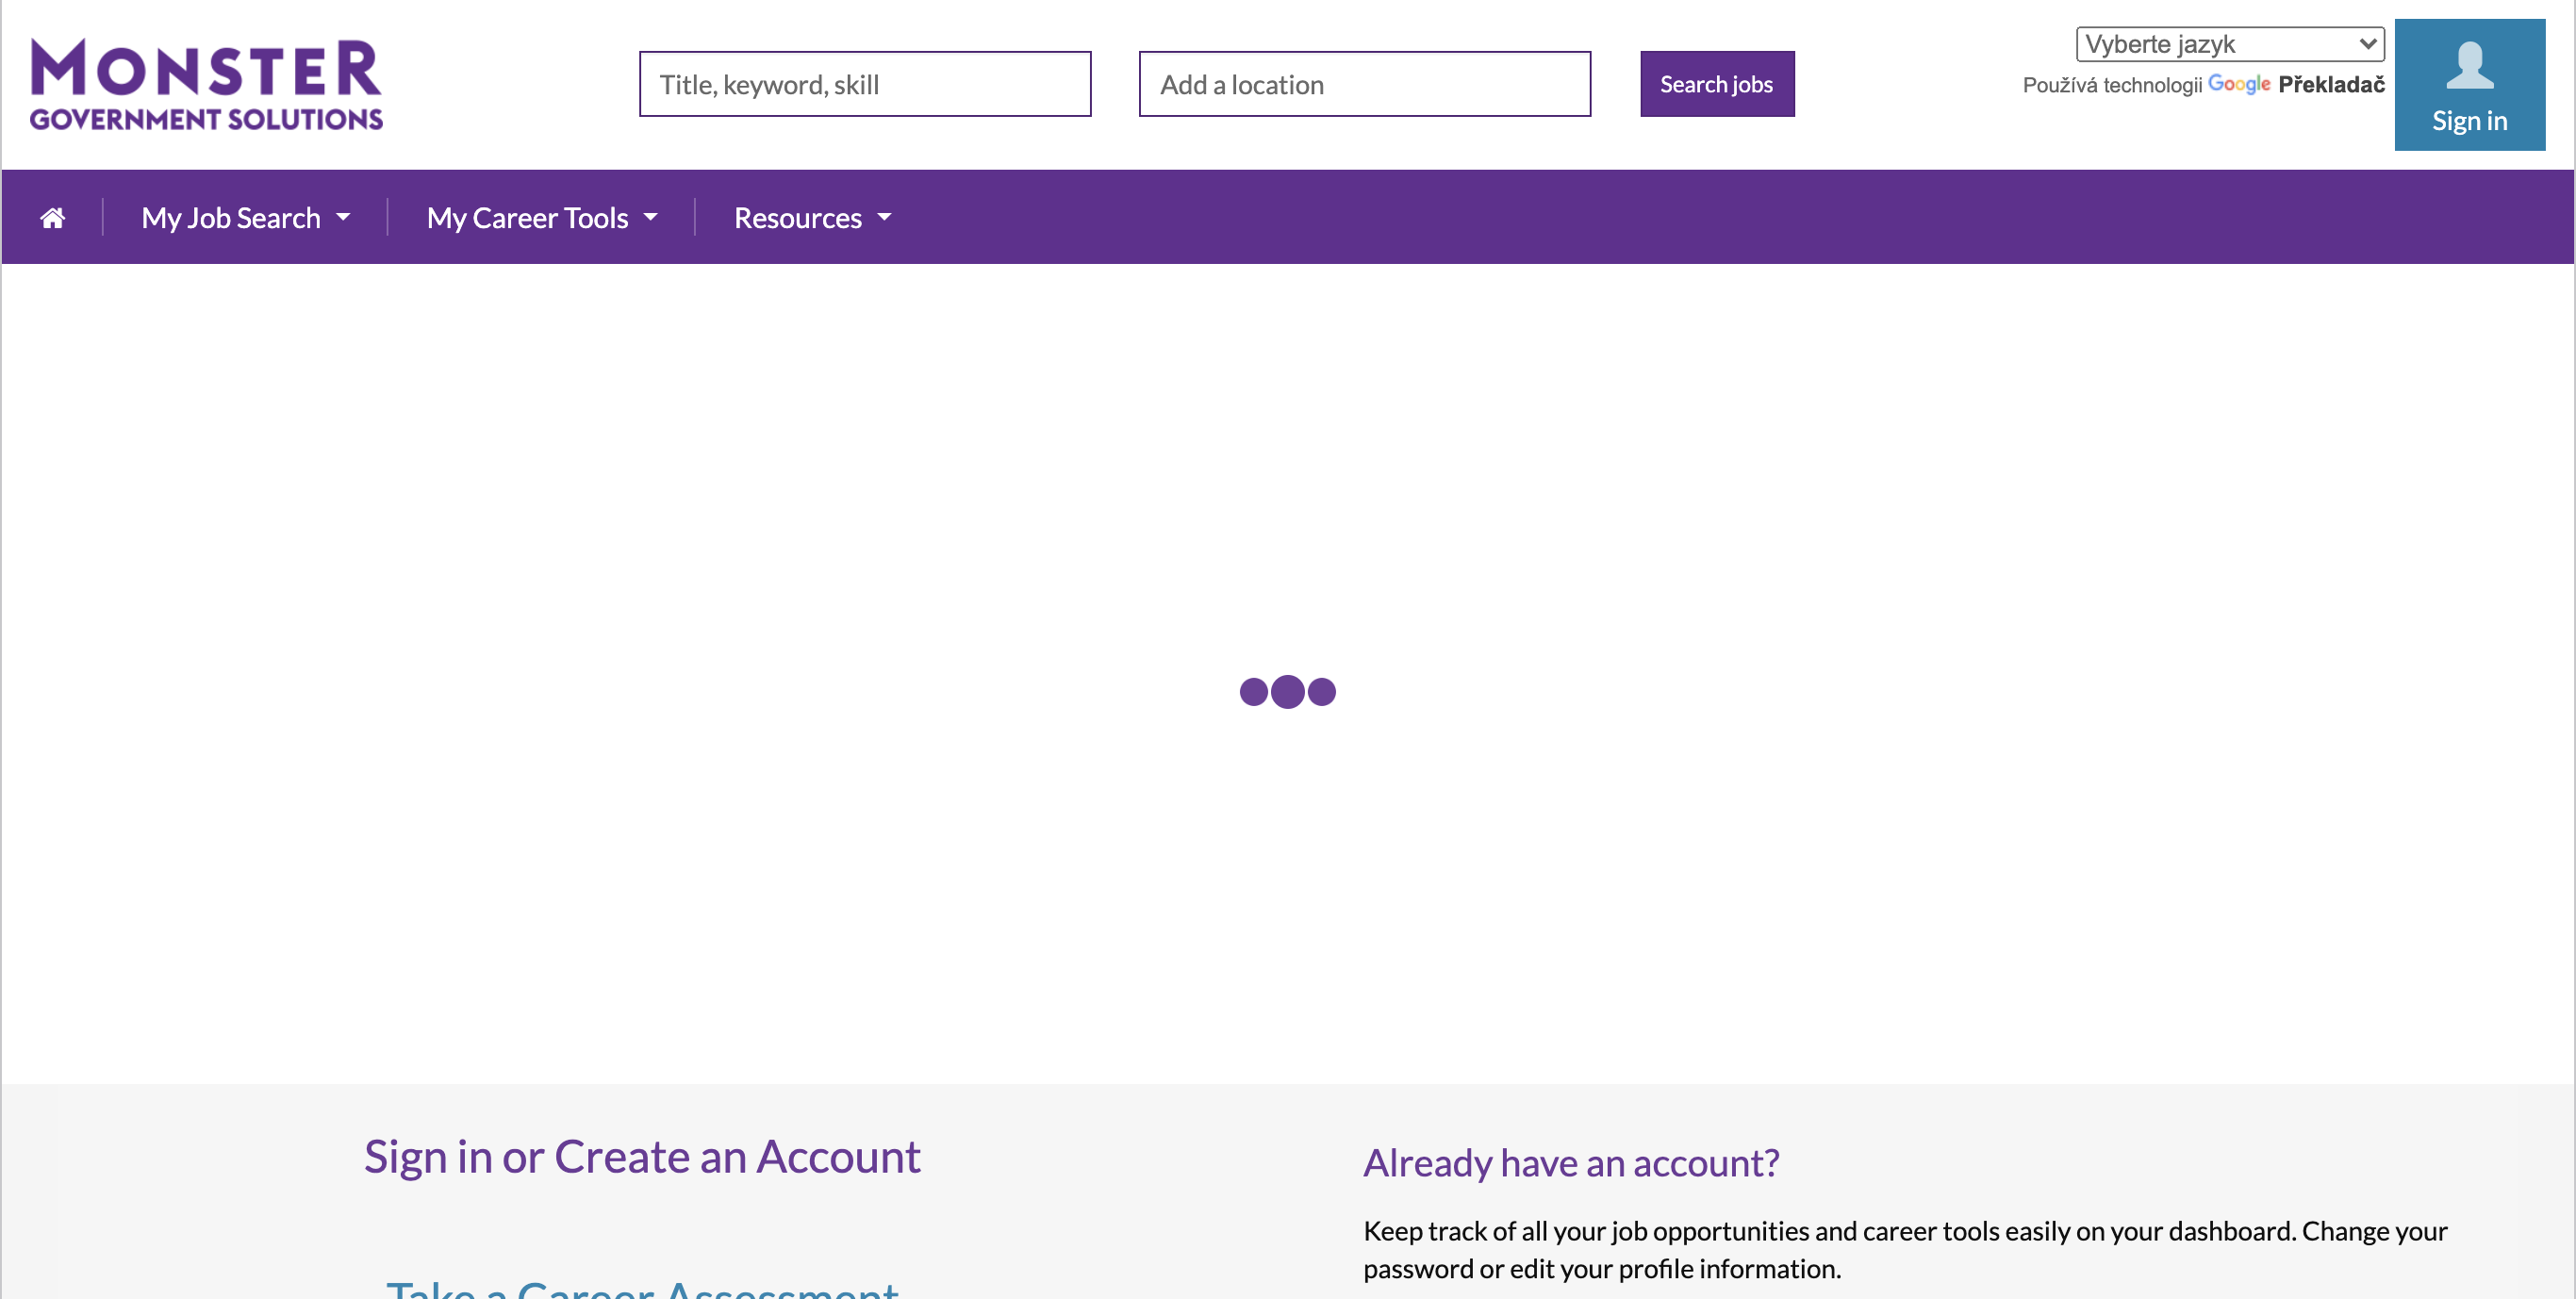 MONSTER
GOVERNMENT SOLUTIONS
Title, keyword, skill
Add a location
Search jobs
Vyberte jazyk
Používá technologii Google Překladač
Sign in
My Job Search
My Career Tools
Resources
Sign in or Create an Account
Take a Career Assessment
Already have an account?
Keep track of all your job opportunities and career tools easily on your dashboard. Change your
password or edit your profile information.